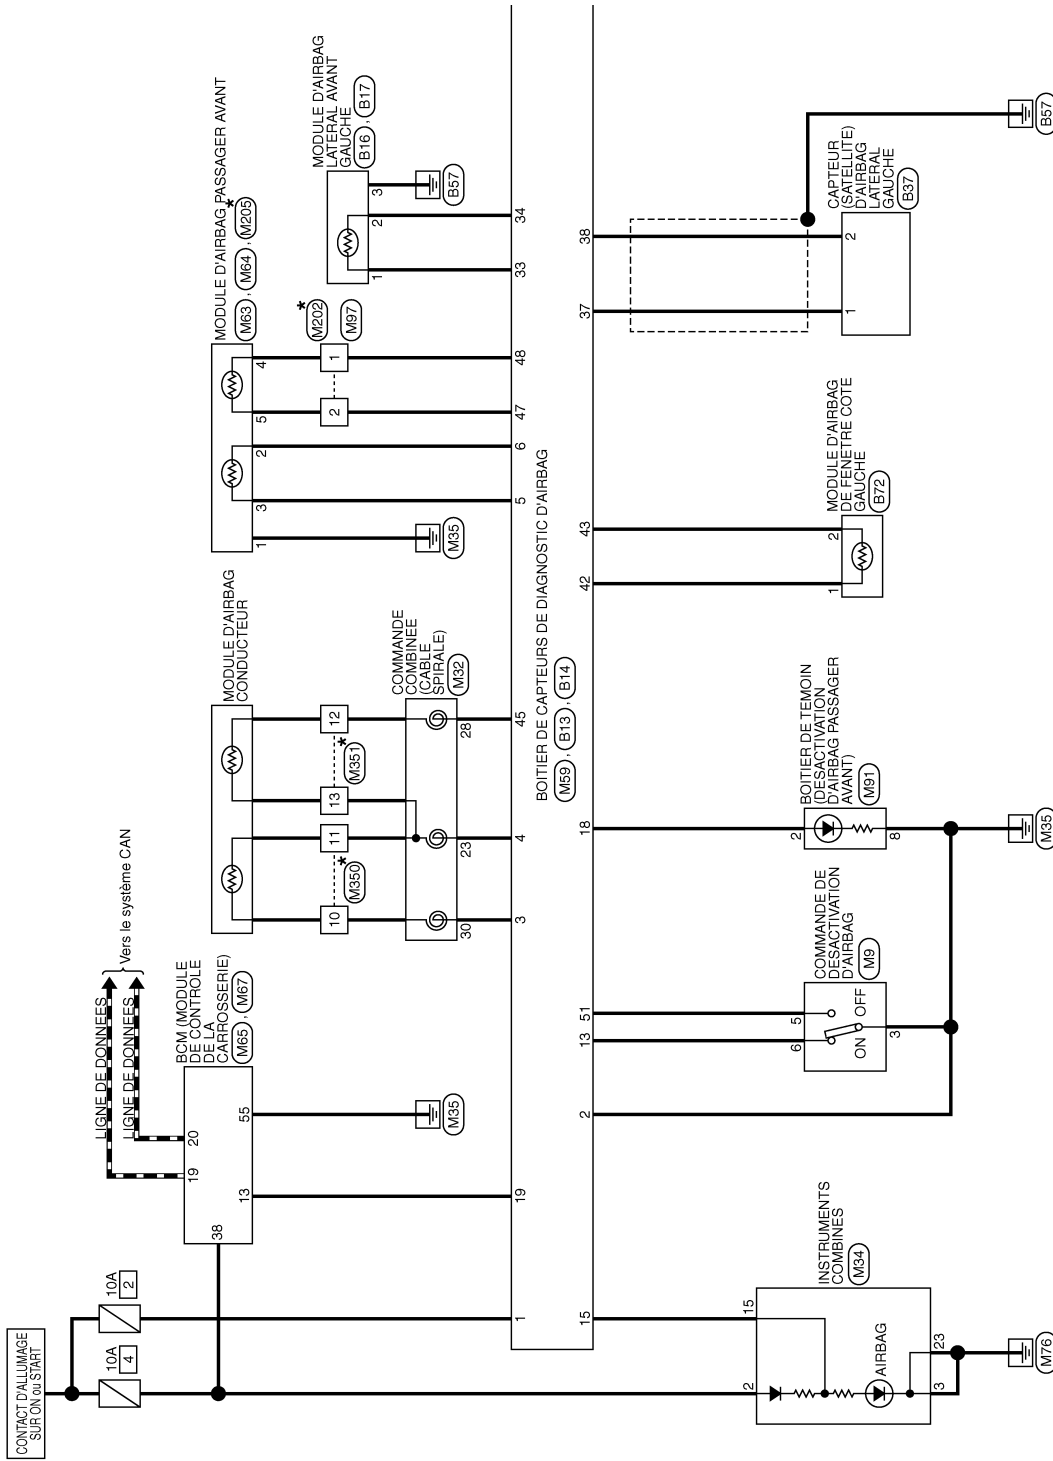 CONTACT D'ALLUMAGE
SUR ON ou START
10A
4
10A
2
38
LIGNE DE DONNEES
LIGNE DE DONNEES
Vers le système CAN
19
20
13
55
BCM (MODULE
DE CONTROLE
DE LA
CARROSSERIE)
M65 , M67
M35
MODULE D'AIRBAG
CONDUCTEUR
10
11
13
12
* M350
* M351
COMMANDE
COMBINEE
(CABLE
SPIRALE)
M32
30
23
28
MODULE D'AIRBAG PASSAGER AVANT
M63 , M64 , M205 *
1
3
2
5
4
M35
2
1
* M202
M97
MODULE D'AIRBAG
LATERAL AVANT
GAUCHE
B16 , B17
1
2
3
B57
1
19
3
4
45
5
6
47
48
33
34
BOITIER DE CAPTEURS DE DIAGNOSTIC D'AIRBAG
M59 , B13 , B14
15
2
13
51
18
42
43
37
38
INSTRUMENTS
COMBINES
M34
2
15
AIRBAG
3
23
M76
COMMANDE DE
DESACTIVATION
D'AIRBAG
M9
6
5
ON
OFF
3
BOITIER DE TEMOIN
(DESACTIVATION
D'AIRBAG PASSAGER
AVANT)
M91
2
8
M35
MODULE D'AIRBAG
DE FENETRE COTE
GAUCHE
B72
1
2
CAPTEUR
(SATELLITE)
D'AIRBAG
LATERAL
GAUCHE
B37
1
2
B57